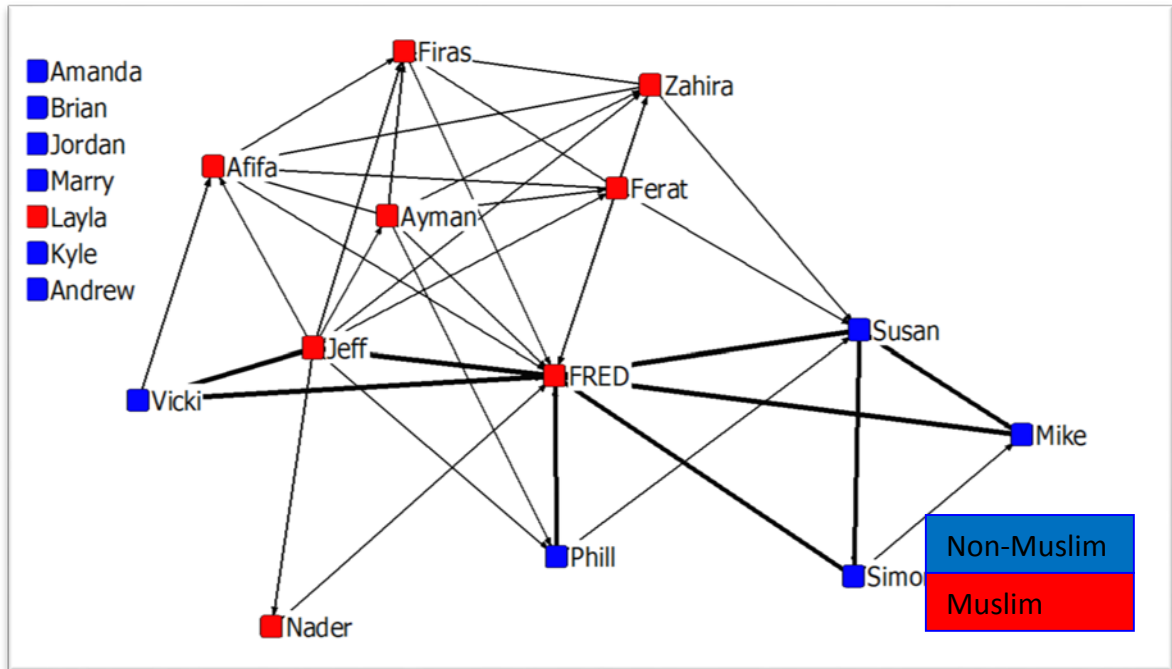 Firas
Amanda
Zahira
Brian
Jordan
Afifa
Marry
Ferat
Layla
Ayman
Kyle
Andrew
Susan
Jeff
FRED
Vicki
Mike
Non-Muslim
Phill
Simo
Muslim
Nader